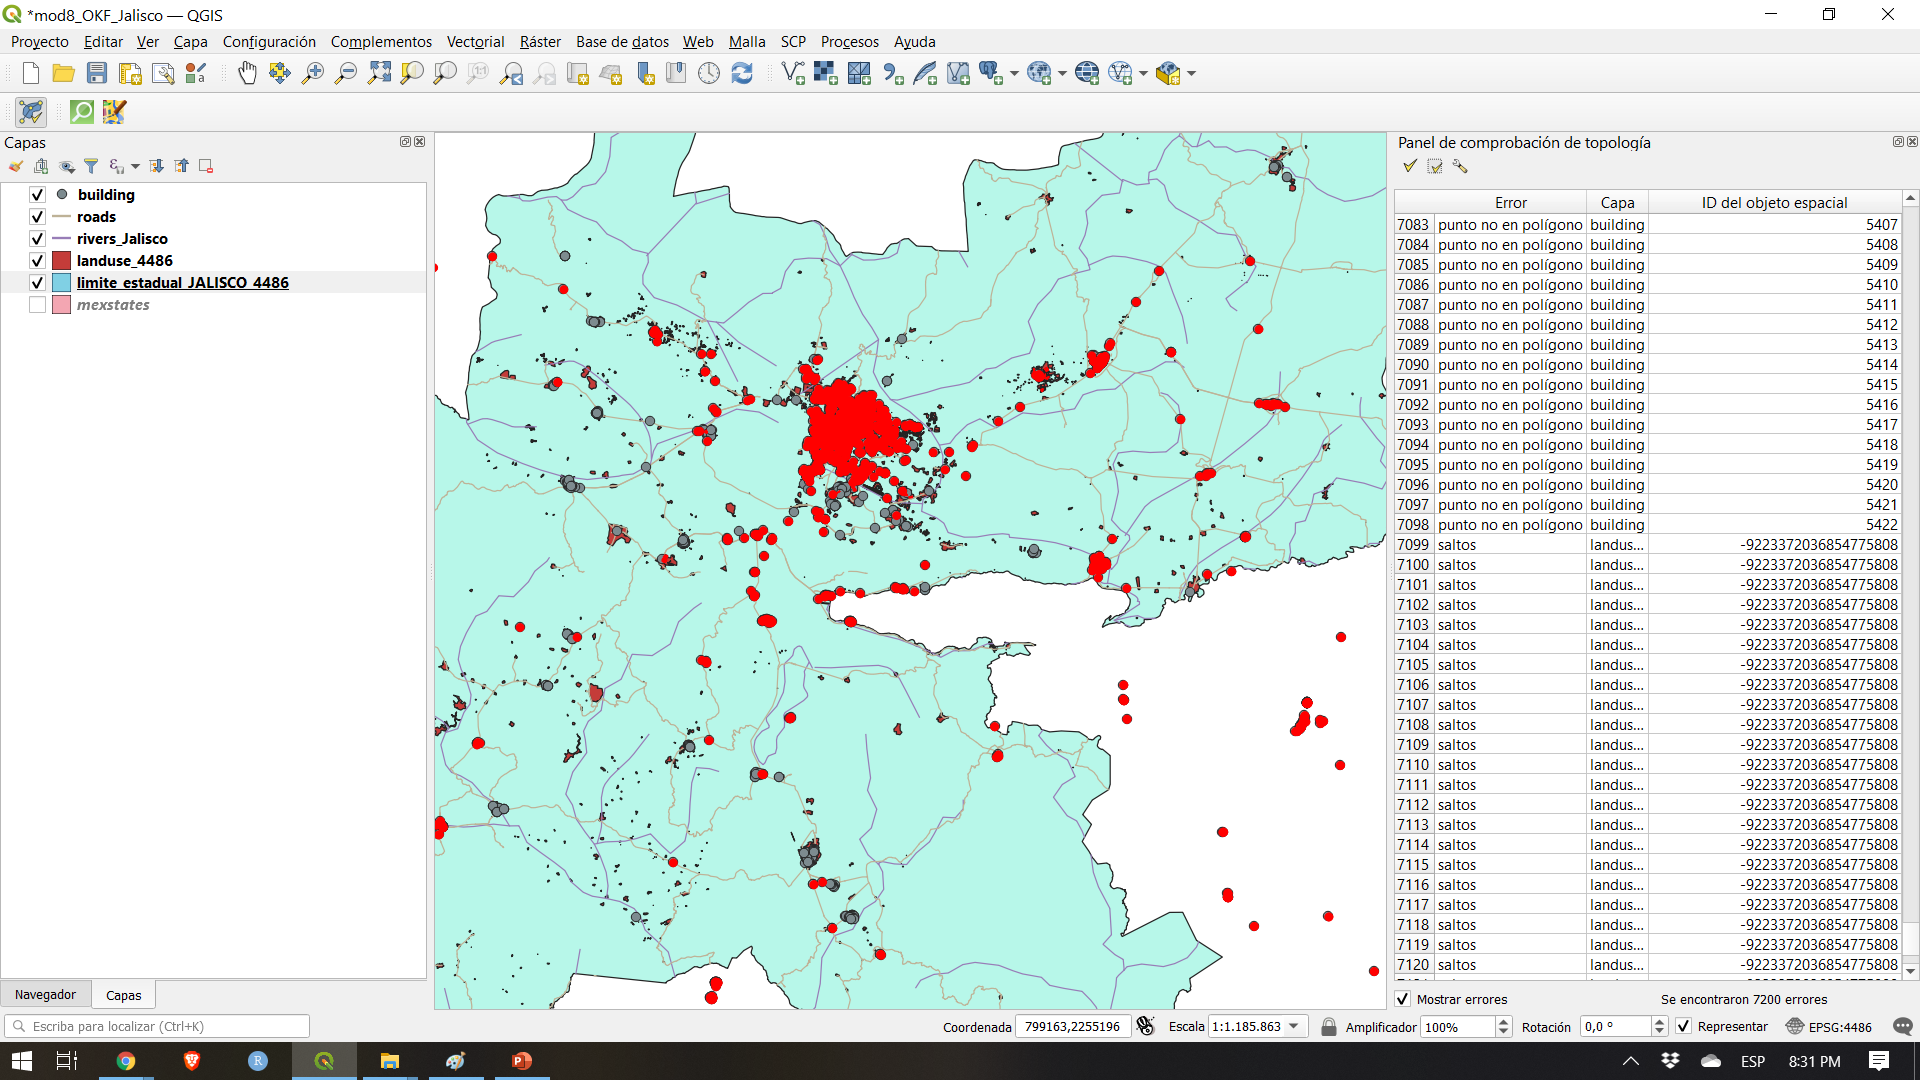 *mod8_OKF_Jalisco — QGIS
Proyecto Editar Ver Capa Configuración Complementos Vectorial Ráster Base de datos Web Malla SCP Procesos Ayuda
Capas
building
roads
rivers_Jalisco
landuse_4486
limite_estadual_JALISCO_4486
mexstates
Navegador Capas
Escriba para localizar (Ctrl+K)
Panel de comprobación de topología
Error Capa ID del objeto espacial
7083 punto no en polígono building 5407
7084 punto no en polígono building 5408
7085 punto no en polígono building 5409
7086 punto no en polígono building 5410
7087 punto no en polígono building 5411
7088 punto no en polígono building 5412
7089 punto no en polígono building 5413
7090 punto no en polígono building 5414
7091 punto no en polígono building 5415
7092 punto no en polígono building 5416
7093 punto no en polígono building 5417
7094 punto no en polígono building 5418
7095 punto no en polígono building 5419
7096 punto no en polígono building 5420
7097 punto no en polígono building 5421
7098 punto no en polígono building 5422
7099 saltos landus... -9223372036854775808
7100 saltos landus... -9223372036854775808
7101 saltos landus... -9223372036854775808
7102 saltos landus... -9223372036854775808
7103 saltos landus... -9223372036854775808
7104 saltos landus... -9223372036854775808
7105 saltos landus... -9223372036854775808
7106 saltos landus... -9223372036854775808
7107 saltos landus... -9223372036854775808
7108 saltos landus... -9223372036854775808
7109 saltos landus... -9223372036854775808
7110 saltos landus... -9223372036854775808
7111 saltos landus... -9223372036854775808
7112 saltos landus... -9223372036854775808
7113 saltos landus... -9223372036854775808
7114 saltos landus... -9223372036854775808
7115 saltos landus... -9223372036854775808
7116 saltos landus... -9223372036854775808
7117 saltos landus... -9223372036854775808
7118 saltos landus... -9223372036854775808
7119 saltos landus... -9223372036854775808
7120 saltos landus... -9223372036854775808
Mostrar errores Se encontraron 7200 errores
Coordenada 799163,2255196 Escala 1:1.185.863 Amplificador 100% Rotación 0,0 ° Representar EPSG:4486
ESP 8:31 PM